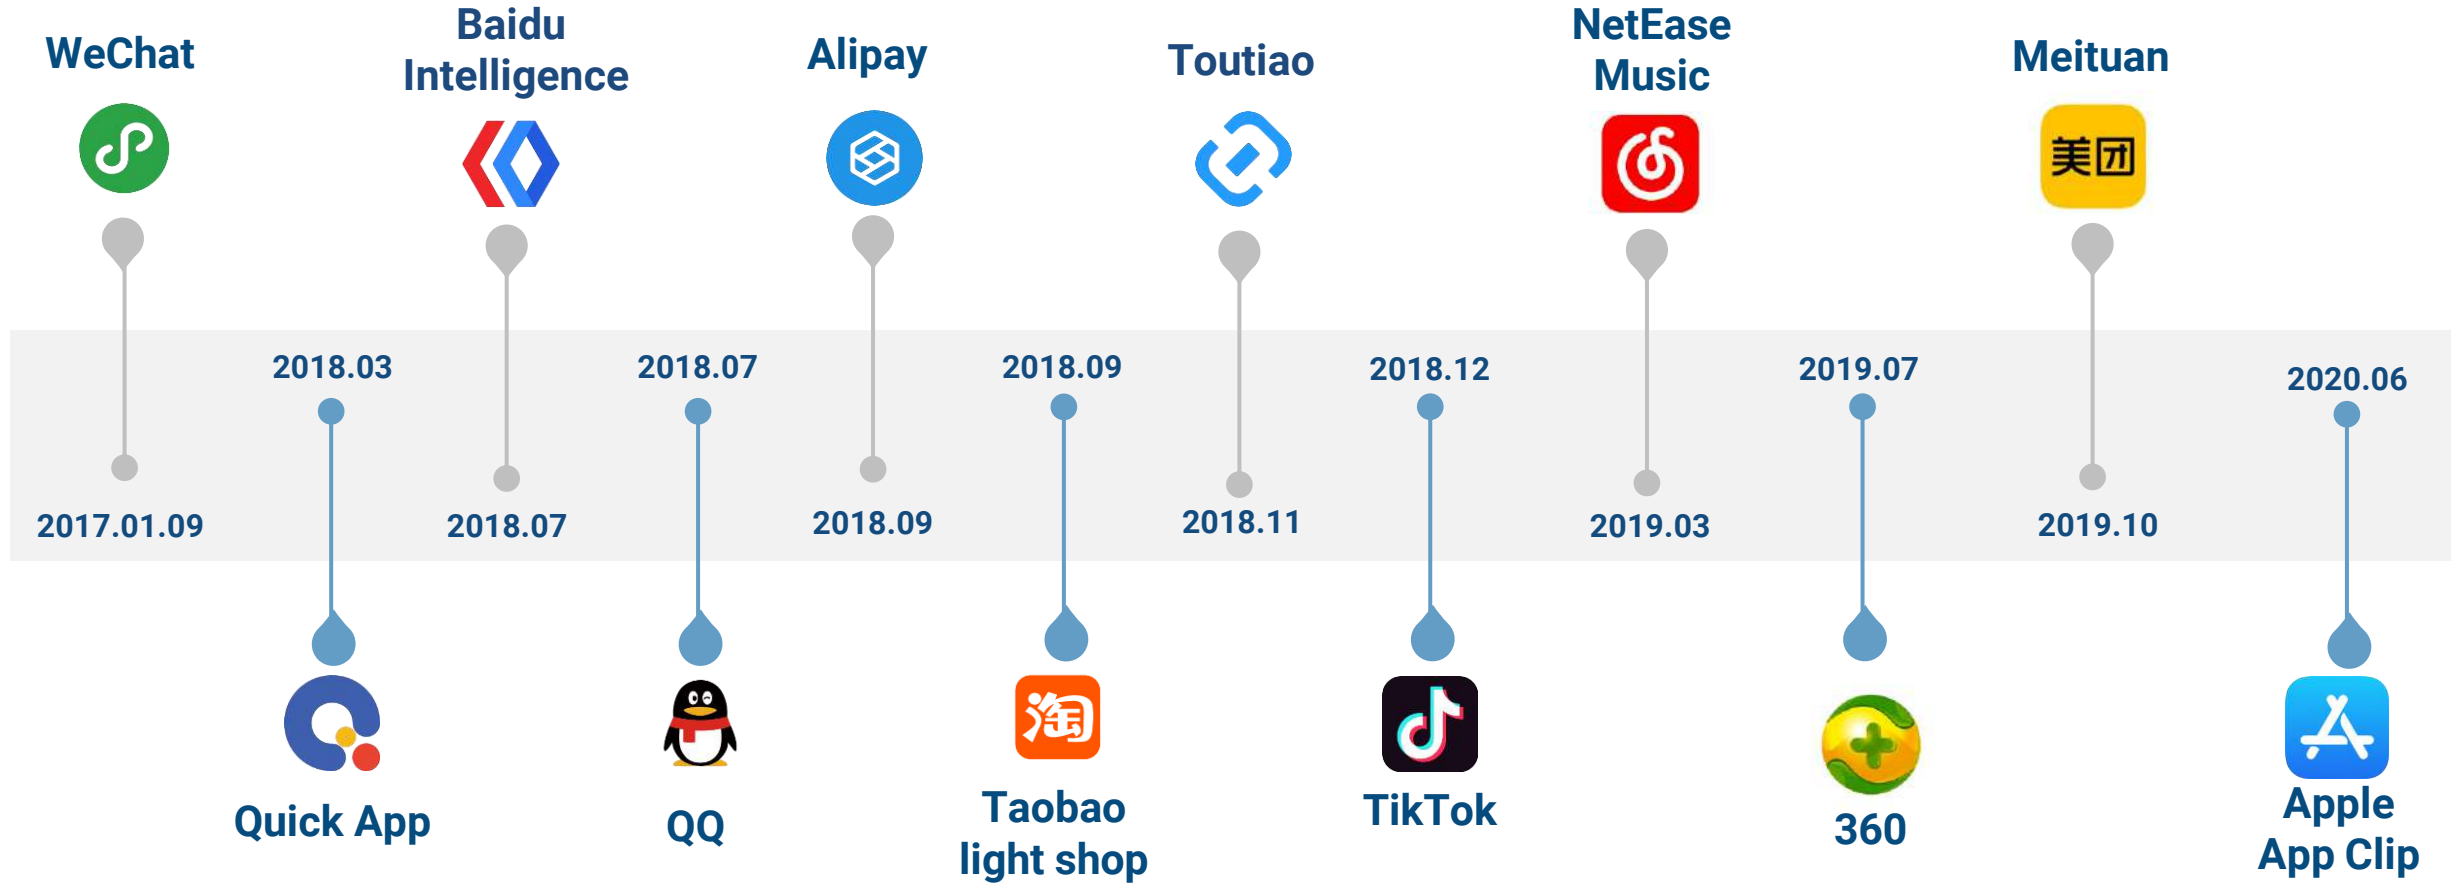 WeChat
Baidu
Intelligence
Alipay
Toutiao
NetEase
Music
Meituan
美团
2018.03
2018.07
2018.09
2018.12
2019.07
2020.06
2017.01.09
2018.07
2018.09
2018.11
2019.03
2019.10
淘
Quick App
QQ
Taobao
light shop
TikTok
360
Apple
App Clip